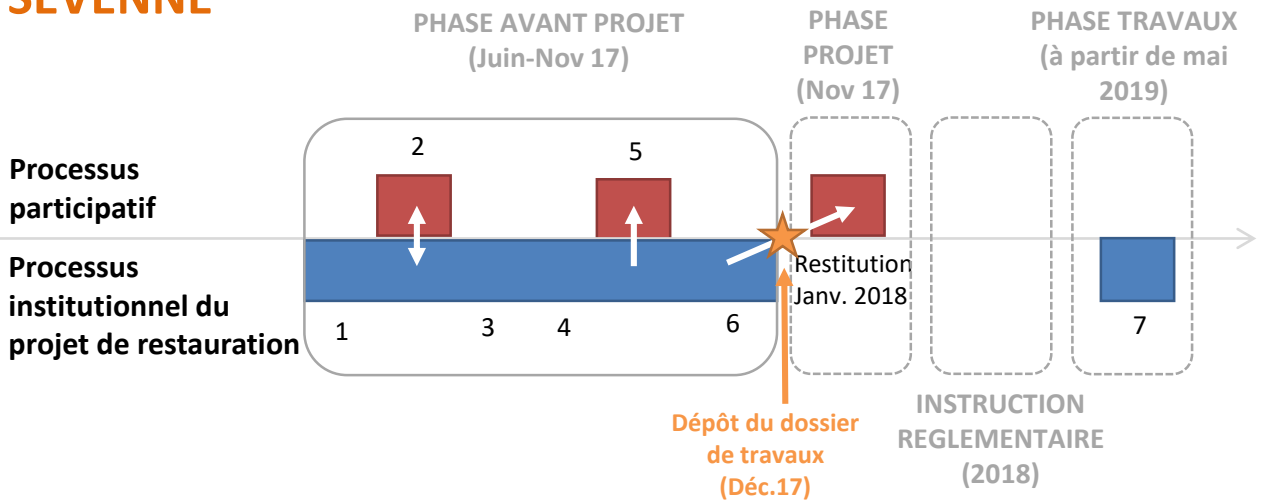 SEVENNE
PHASE AVANT PROJET
(Juin-Nov 17)
PHASE
PROJET
(Nov 17)
PHASE TRAVAUX
(à partir de mai
2019)
Processus
participatif
2
5
Processus
institutionnel du
projet de restauration
1
3
4
6
Restitution
Janv. 2018
7
Dépôt du dossier
de travaux
(Déc.17)
INSTRUCTION
REGLEMENTAIRE
(2018)